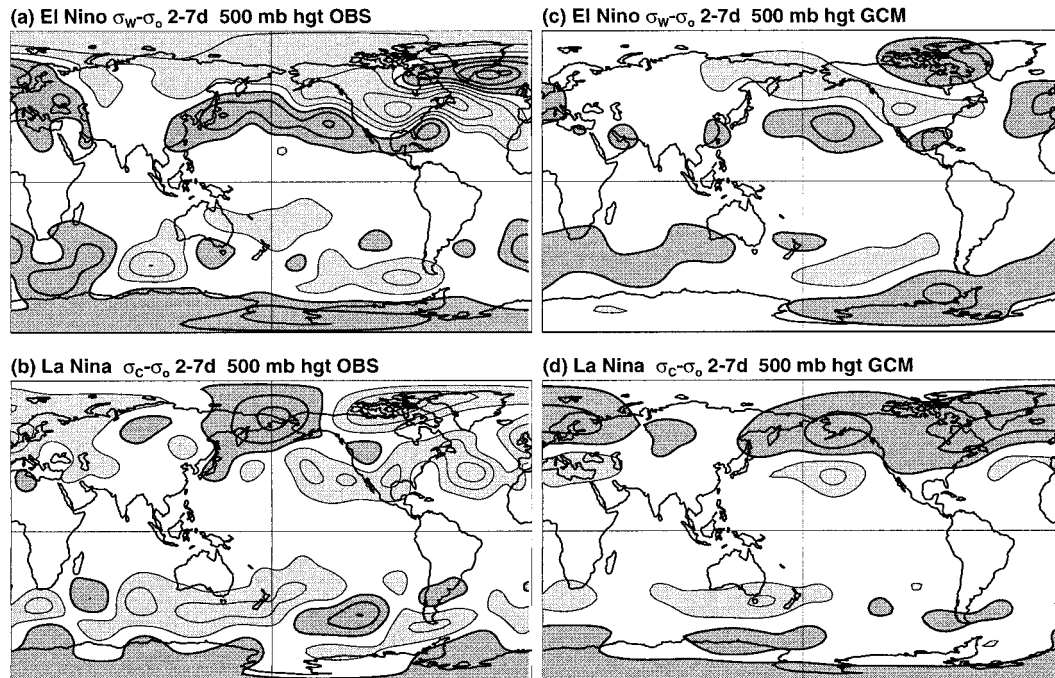 (a) El Nino σw-σo 2-7d 500 mb hgt OBS
(c) El Nino σw-σo 2-7d 500 mb hgt GCM
(b) La Nina σc-σo 2-7d 500 mb hgt OBS
(d) La Nina σc-σo 2-7d 500 mb hgt GCM